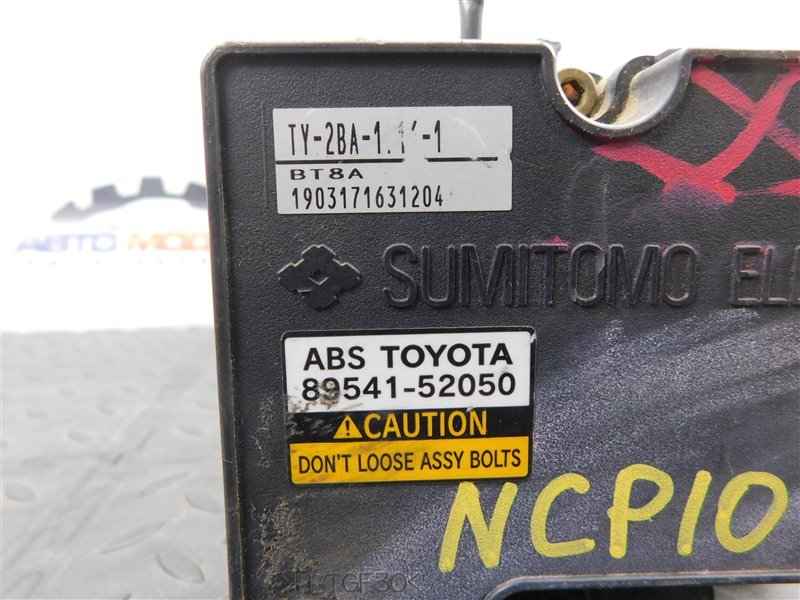 BT8A
1903171631204
SUMITOMO
ABS TOYOTA
89541-52050
CAUTION
DON'T LOOSE ASSY BOLTS
NCP10